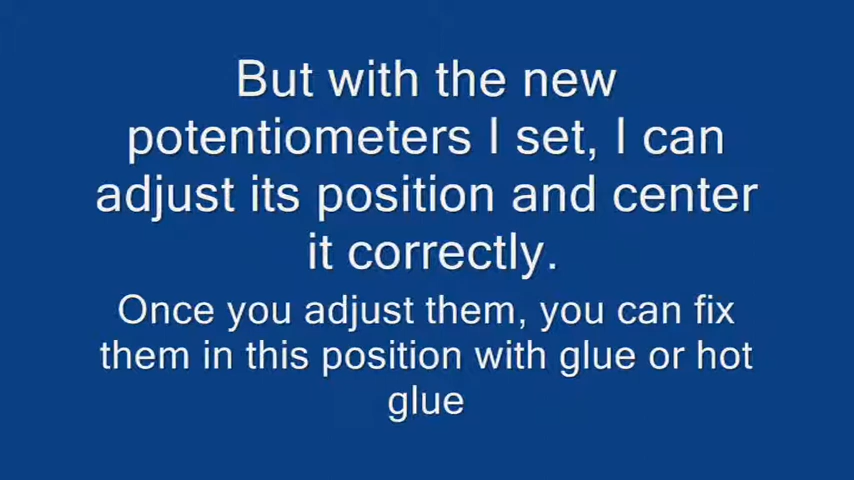 But with the new
potentiometers I set, I can
adjust its position and center
it correctly.
Once you adjust them, you can fix
them in this position with glue or hot
glue